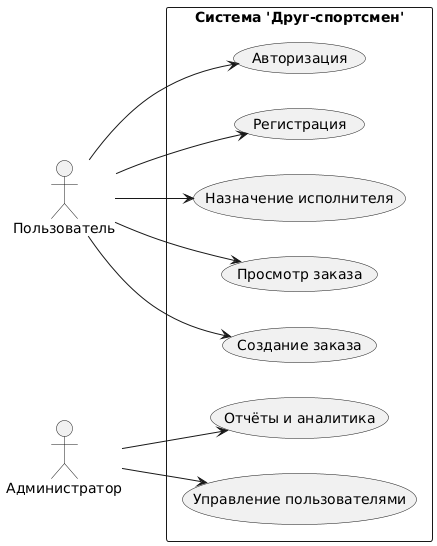 Система 'Друг-спортсмен'
Авторизация
Регистрация
Назначение исполнителя
Пользователь
Просмотр заказа
Создание заказа
Отчёты и аналитика
Администратор
Управление пользователями